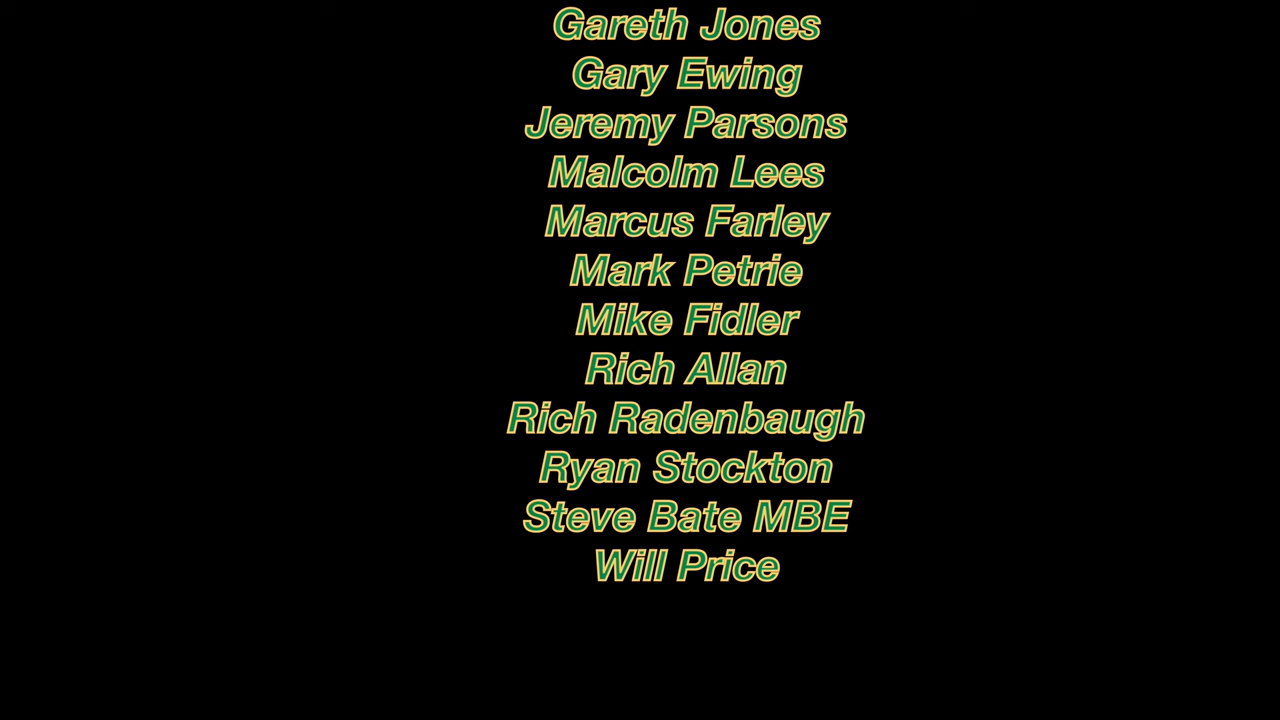 Gareth Jones
Gary Ewing
Jeremy Parsons
Malcolm Lees
Marcus Farley
Mark Petrie
Mike Fidler
Rich Allan
Rich Radenbaugh
Ryan Stockton
Steve Bate MBE
Will Price